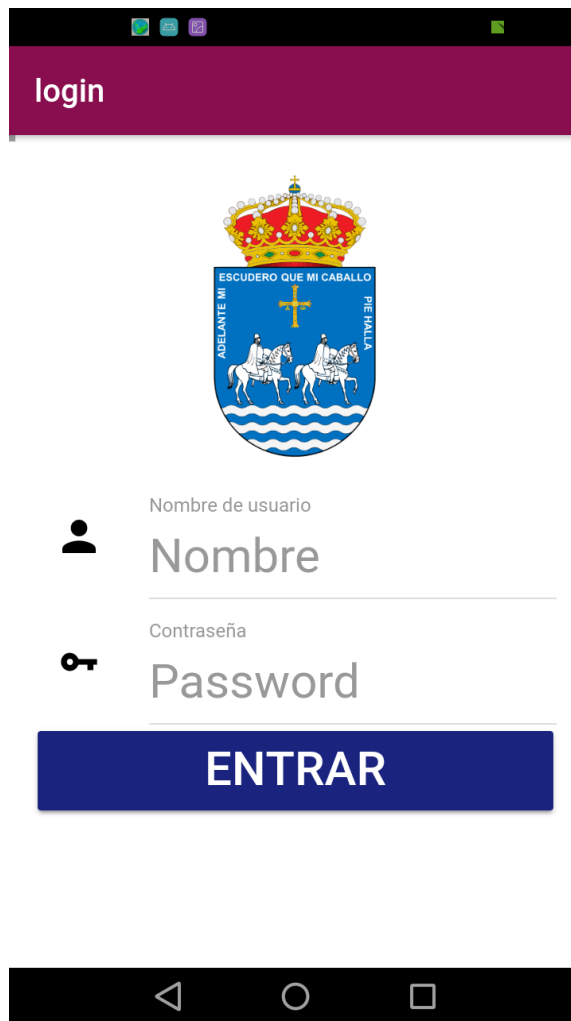 login
ESCUDERO QUE MI CABALLO
ADELANTE MI
PIE HALLA
Nombre de usuario
Nombre
Contraseña
Password
ENTRAR